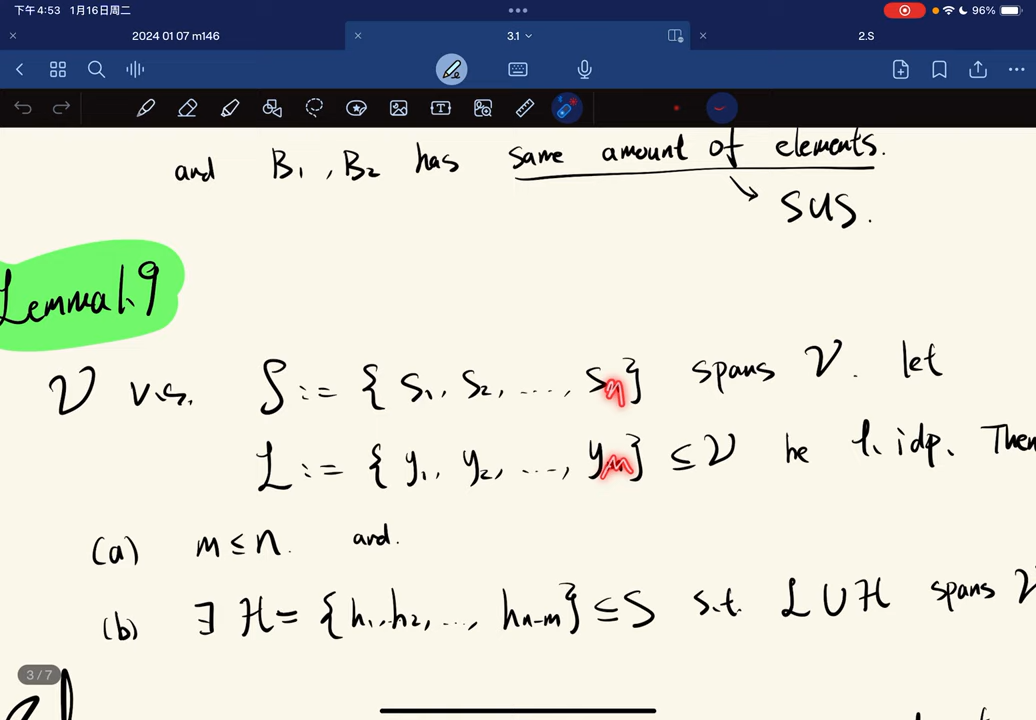 下午4:53 1月16日周二
96%
2024 01 07 m146
3.1
2.S
and B₁, B₂ has same amount of elements.
sus.
Lemma 1.9
V v.s. S := { s₁, s₂, ..., sₙ} spans V. let
L := { y₁, y₂, ..., yₘ} ≤ V be l. idp. Then
(a) m ≤ n. and.
(b) ∃ H = {h₁, h₂, ..., hₙ₋ₘ} ≤ S s.t. L ∪ H spans V
3 / 7